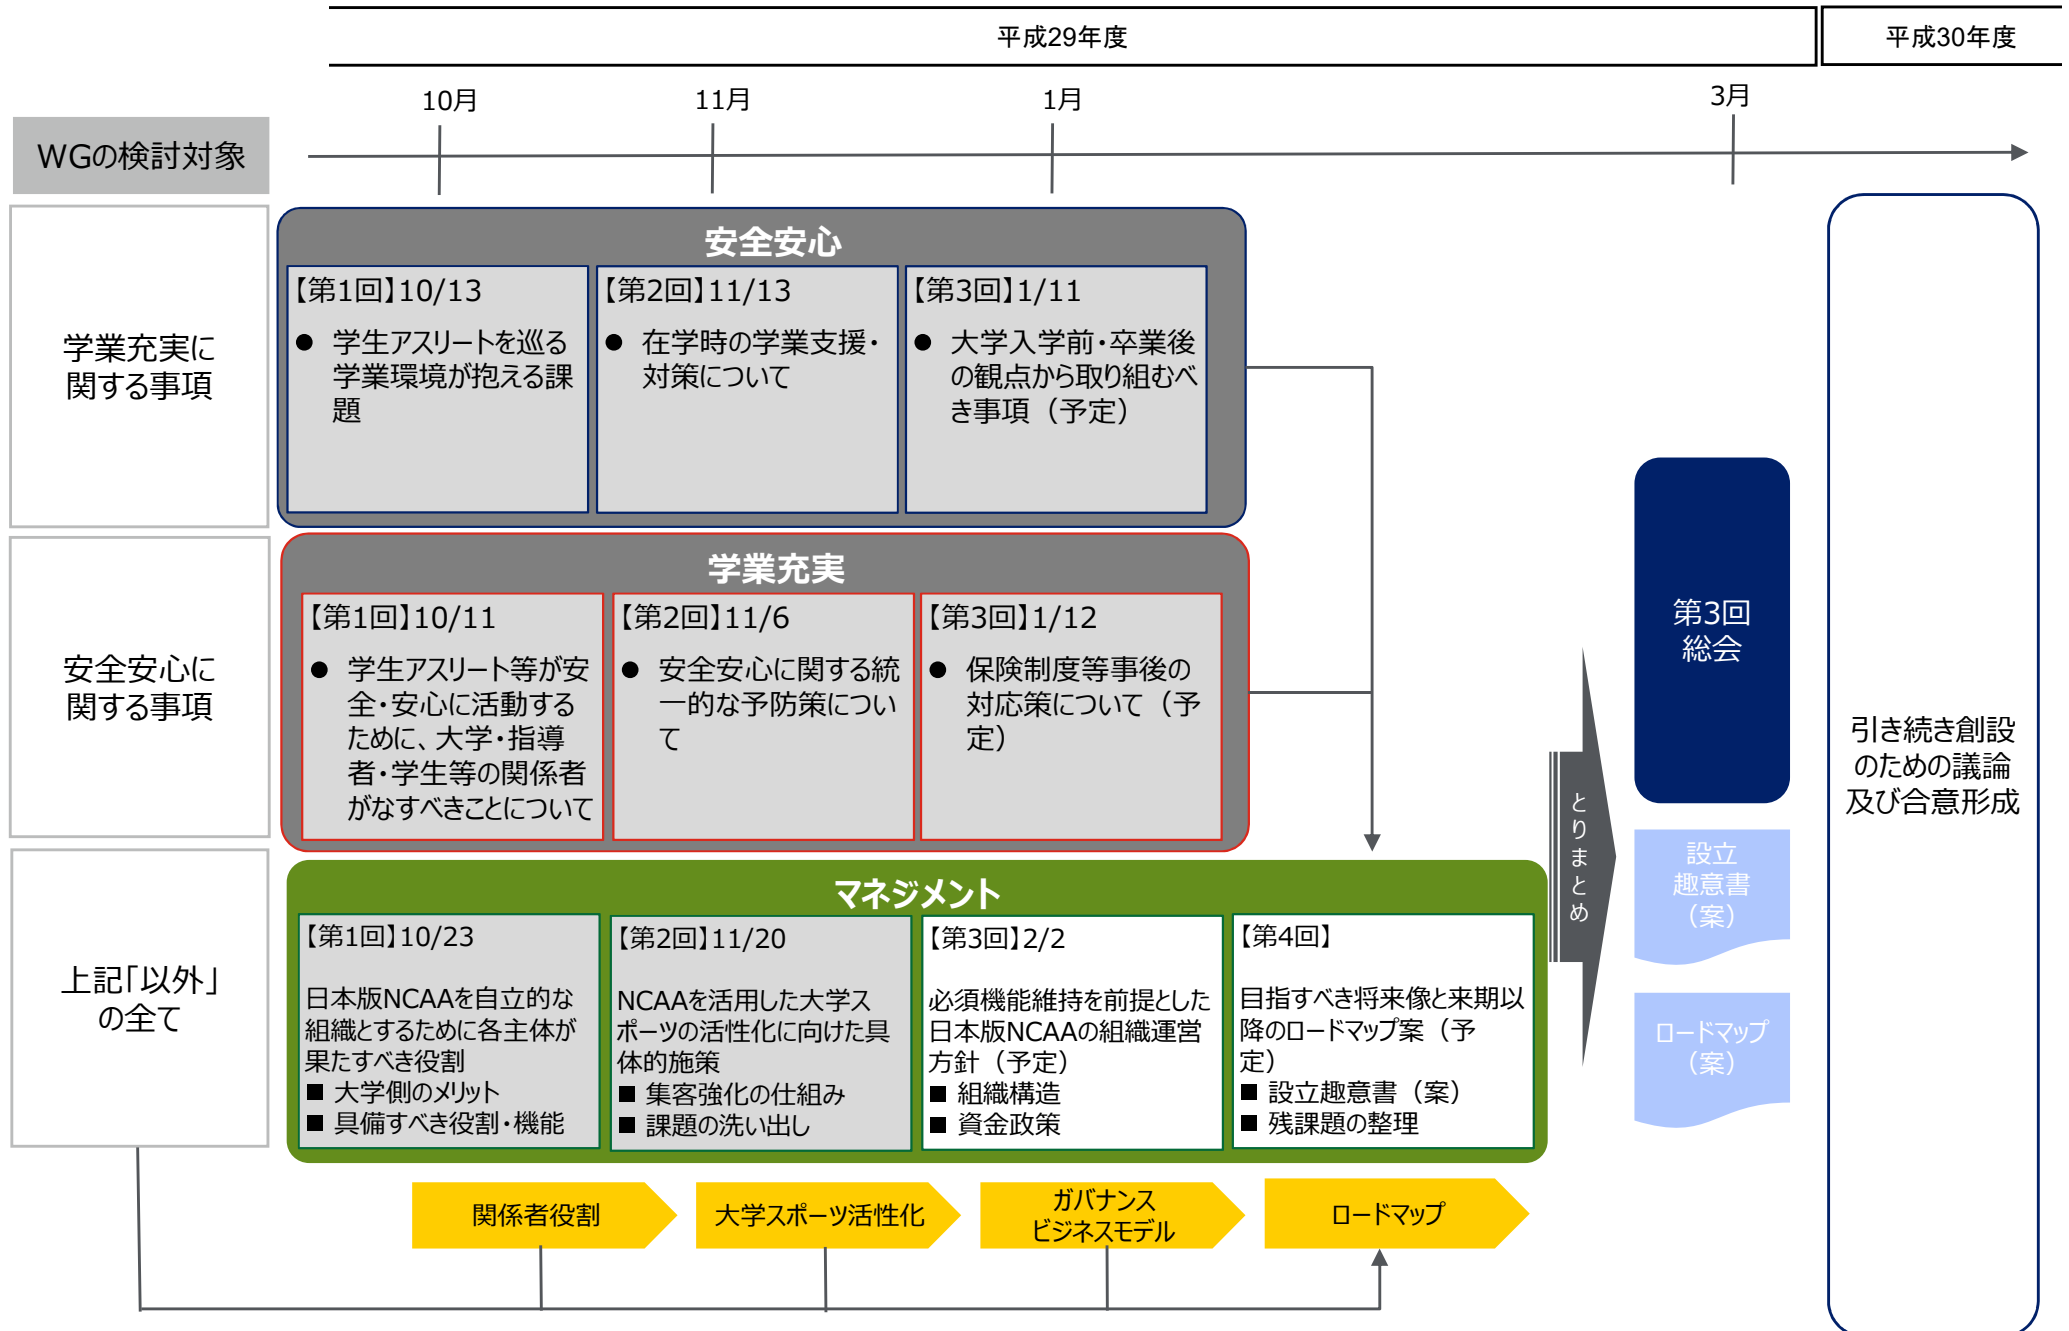 平成29年度
平成30年度
10月
11月
1月
3月
WGの検討対象
学業充実に
関する事項
安全安心
【第1回】10/13
● 学生アスリートを巡る
学業環境が抱える課
題
【第2回】11/13
● 在学時の学業支援・
対策について
【第3回】1/11
● 大学入学前・卒業後
の観点から取り組むべ
き事項（予定）
安全安心に
関する事項
学業充実
【第1回】10/11
● 学生アスリート等が安
全・安心に活動する
ために、大学・指導
者・学生等の関係者
がなすべきことについて
【第2回】11/6
● 安全安心に関する統
一的な予防策につい
て
【第3回】1/12
● 保険制度等事後の
対応策について（予
定）
上記「以外」
の全て
マネジメント
【第1回】10/23
日本版NCAAを自立的な
組織とするために各主体が
果たすべき役割
■ 大学側のメリット
■ 具備すべき役割・機能
【第2回】11/20
NCAAを活用した大学ス
ポーツの活性化に向けた具
体的施策
■ 集客強化の仕組み
■ 課題の洗い出し
【第3回】2/2
必須機能維持を前提とした
日本版NCAAの組織運営
方針（予定）
■ 組織構造
■ 資金政策
【第4回】
目指すべき将来像と来期以
降のロードマップ案（予
定）
■ 設立趣意書（案）
■ 残課題の整理
関係者役割
大学スポーツ活性化
ガバナンス
ビジネスモデル
ロードマップ
とりまとめ
第3回
総会
設立
趣意書
（案）
ロードマップ
（案）
引き続き創設
のための議論
及び合意形成